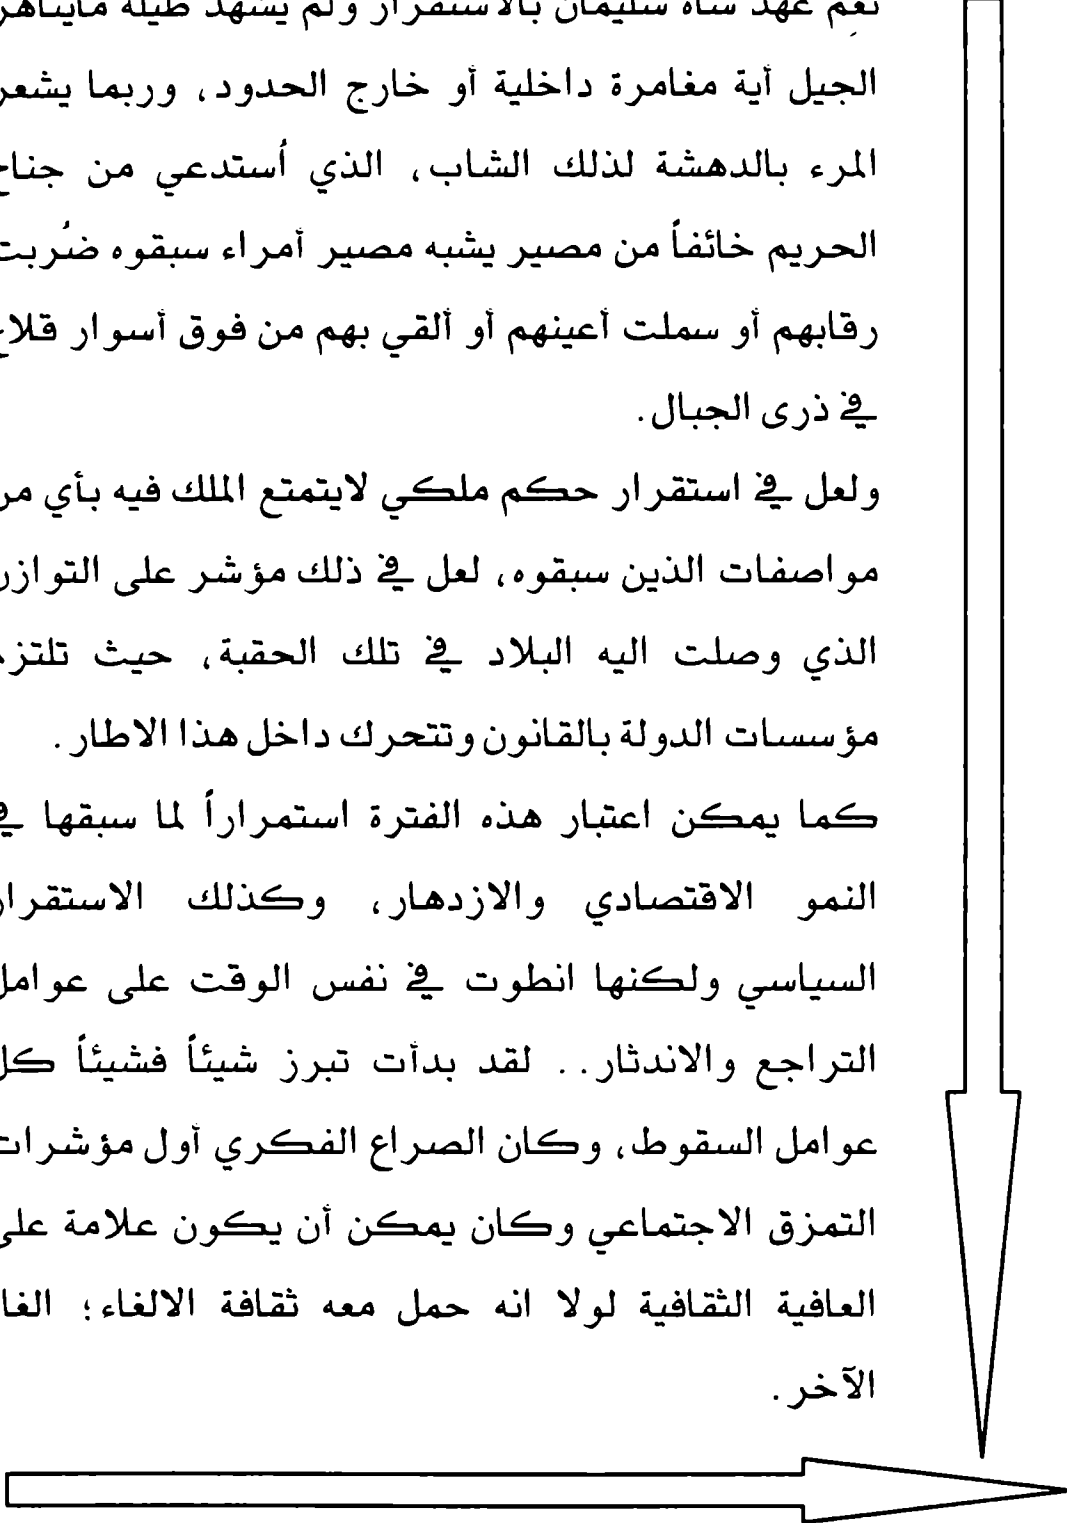 نعم عهد شاه سليمان بالاستقرار ولم يشهد طيلة مايناهز
الجيل أية مغامرة داخلية أو خارج الحدود، وربما يشعر
المرء بالدهشة لذلك الشاب، الذي أُستدعي من جناح
الحريم خائفاً من مصير يشبه مصير أمراء سبقوه ضُربت
رقابهم أو سملت أعينهم أو ألقي بهم من فوق أسوار قلاع
في ذرى الجبال.
ولعل في استقرار حكم ملكي لايتمتع الملك فيه بأي من
مواصفات الذين سبقوه، لعل في ذلك مؤشر على التوازن
الذي وصلت اليه البلاد في تلك الحقبة، حيث تلتزم
مؤسسات الدولة بالقانون وتتحرك داخل هذا الاطار.
كما يمكن اعتبار هذه الفترة استمراراً لما سبقها في
النمو الاقتصادي والازدهار، وكذلك الاستقرار
السياسي ولكنها انطوت في نفس الوقت على عوامل
التراجع والاندثار.. لقد بدأت تبرز شيئاً فشيئاً كل
عوامل السقوط، وكان الصراع الفكري أول مؤشرات
التمزق الاجتماعي وكان يمكن أن يكون علامة على
العافية الثقافية لولا انه حمل معه ثقافة الالغاء؛ الغاء
الآخر.